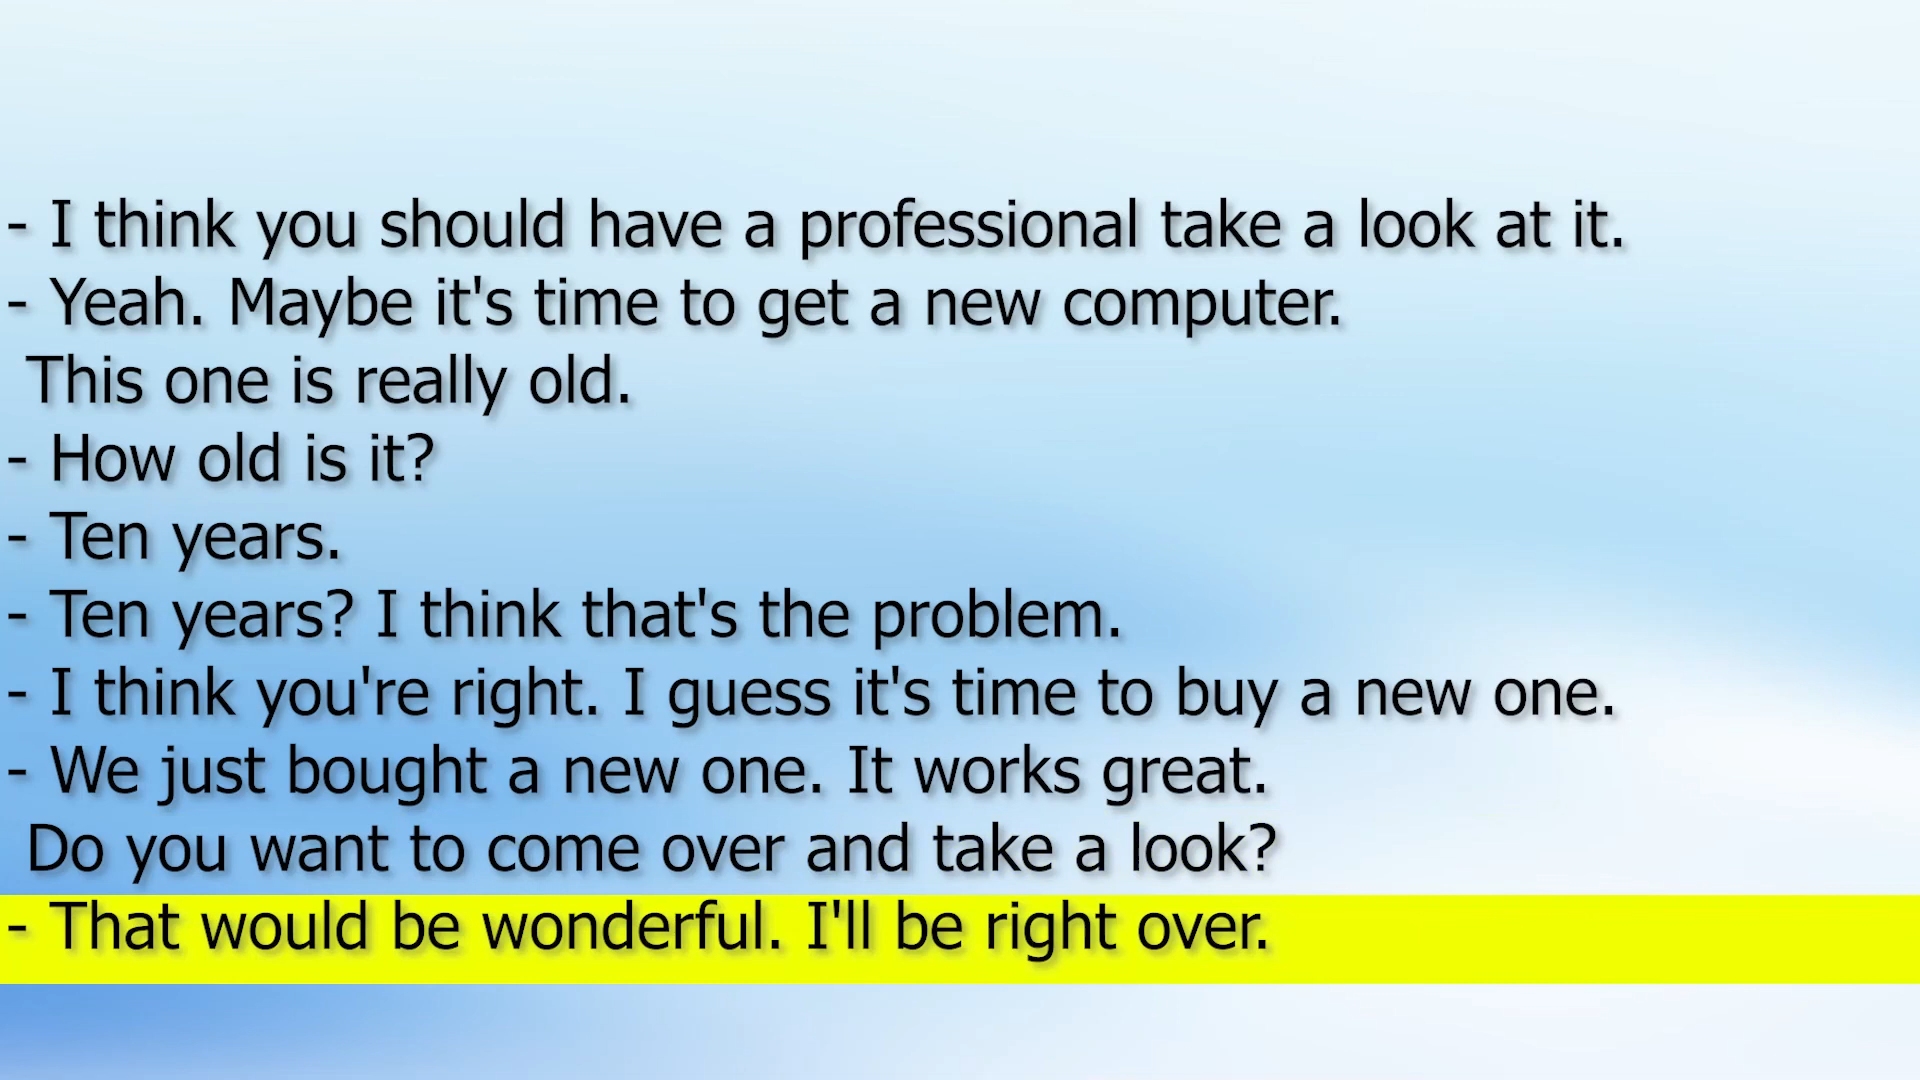 - I think you should have a professional take a look at it.
- Yeah. Maybe it's time to get a new computer.
This one is really old.
- How old is it?
- Ten years.
- Ten years? I think that's the problem.
- I think you're right. I guess it's time to buy a new one.
- We just bought a new one. It works great.
Do you want to come over and take a look?
- That would be wonderful. I'll be right over.